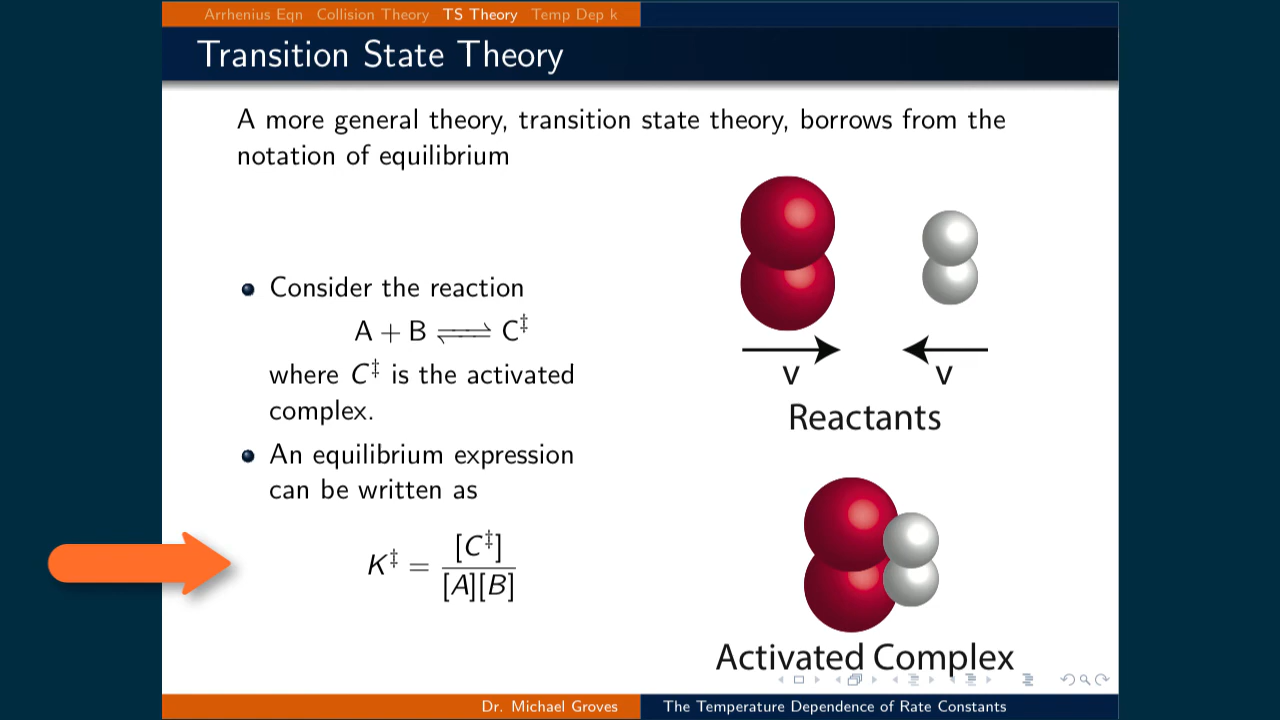 Arrhenius Eqn Collision Theory TS Theory Temp Dep k
Transition State Theory
A more general theory, transition state theory, borrows from the
notation of equilibrium
Consider the reaction
A + B ⇌ C‡
where C‡ is the activated
complex.
An equilibrium expression
can be written as
K‡ = [C‡]
[A][B]
v v
Reactants
Activated Complex
Dr. Michael Groves The Temperature Dependence of Rate Constants